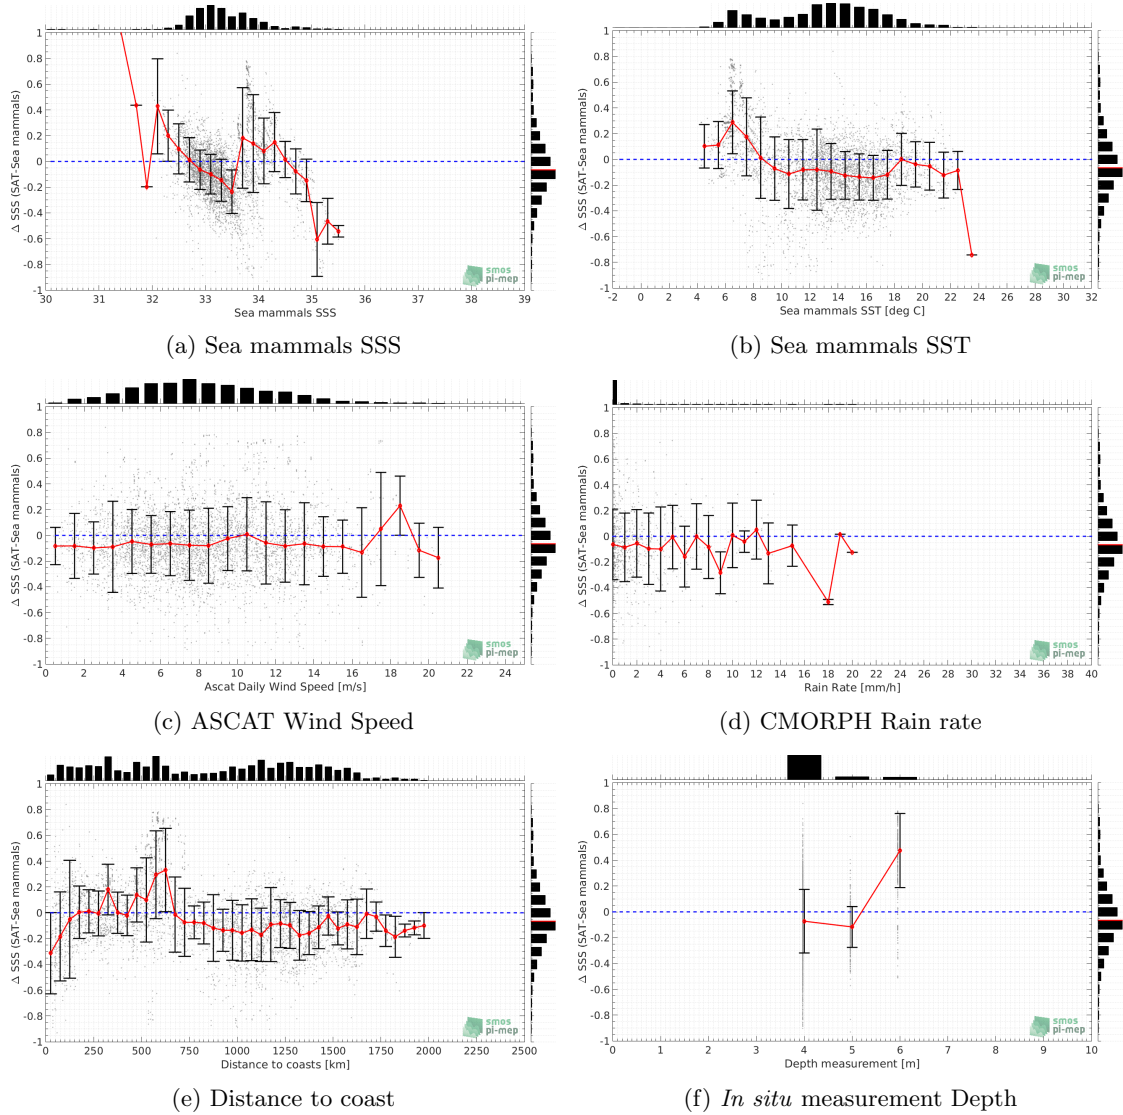 1
0.8
0.6
0.4
0.2
0
-0.2
-0.4
-0.6
-0.8
-1
Δ SSS (SAT-Sea mammals)
30 31 32 33 34 35 36 37 38 39
Sea mammals SSS
smos
pi-mep
(a) Sea mammals SSS
1
0.8
0.6
0.4
0.2
0
-0.2
-0.4
-0.6
-0.8
-1
Δ SSS (SAT-Sea mammals)
-2 0 2 4 6 8 10 12 14 16 18 20 22 24 26 28 30 32
Sea mammals SST [deg C]
smos
pi-mep
(b) Sea mammals SST
1
0.8
0.6
0.4
0.2
0
-0.2
-0.4
-0.6
-0.8
-1
Δ SSS (SAT-Sea mammals)
0 2 4 6 8 10 12 14 16 18 20 22 24
Ascat Daily Wind Speed [m/s]
smos
pi-mep
(c) ASCAT Wind Speed
1
0.8
0.6
0.4
0.2
0
-0.2
-0.4
-0.6
-0.8
-1
Δ SSS (SAT-Sea mammals)
0 2 4 6 8 10 12 14 16 18 20 22 24 26 28 30 32 34 36 38 40
Rain Rate [mm/h]
smos
pi-mep
(d) CMORPH Rain rate
1
0.8
0.6
0.4
0.2
0
-0.2
-0.4
-0.6
-0.8
-1
Δ SSS (SAT-Sea mammals)
0 250 500 750 1000 1250 1500 1750 2000 2250 2500
Distance to coasts [km]
smos
pi-mep
(e) Distance to coast
1
0.8
0.6
0.4
0.2
0
-0.2
-0.4
-0.6
-0.8
-1
Δ SSS (SAT-Sea mammals)
0 1 2 3 4 5 6 7 8 9 10
Depth measurement [m]
smos
pi-mep
(f) In situ measurement Depth